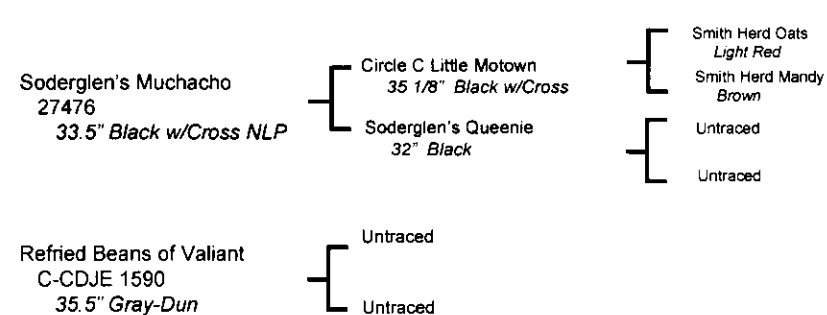 Soderglen's Muchacho
27476
33.5" Black w/Cross NLP
Circle C Little Motown
35 1/8" Black w/Cross
Soderglen's Queenie
32" Black
Smith Herd Oats
Light Red
Smith Herd Mandy
Brown
Untraced
Untraced
Refried Beans of Valiant
C-CDJE 1590
35.5" Gray-Dun
Untraced
Untraced